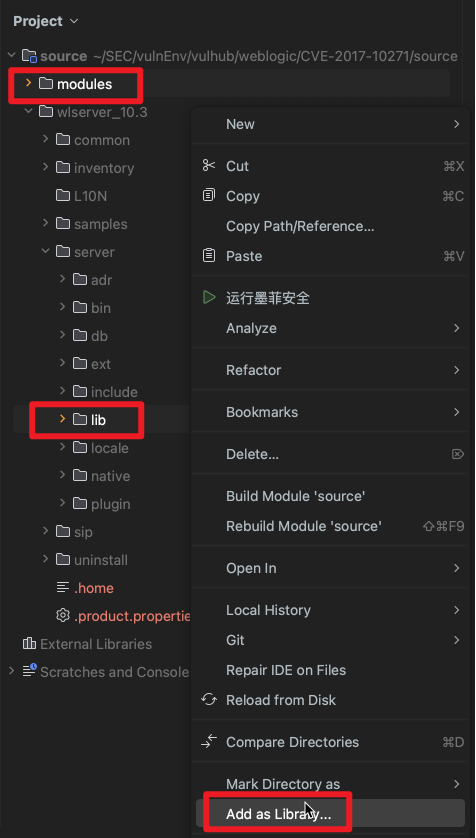 Project
source ~/SEC/vulnEnv/vulhub/weblogic/CVE-2017-10271/source
modules
wlserver_10.3
common
inventory
L10N
samples
server
adr
bin
db
ext
include
lib
locale
native
plugin
sip
uninstall
.home
.product.propertie
External Libraries
Scratches and Console
New
Cut ⌘X
Copy ⌘C
Copy Path/Reference...
Paste ⌘V
运行墨菲安全
Analyze
Refactor
Bookmarks
Delete... ⌦
Build Module 'source'
Rebuild Module 'source' ⇧⌘F9
Open In
Local History
Git
Repair IDE on Files
Reload from Disk
Compare Directories ⌘D
Mark Directory as
Add as Library...